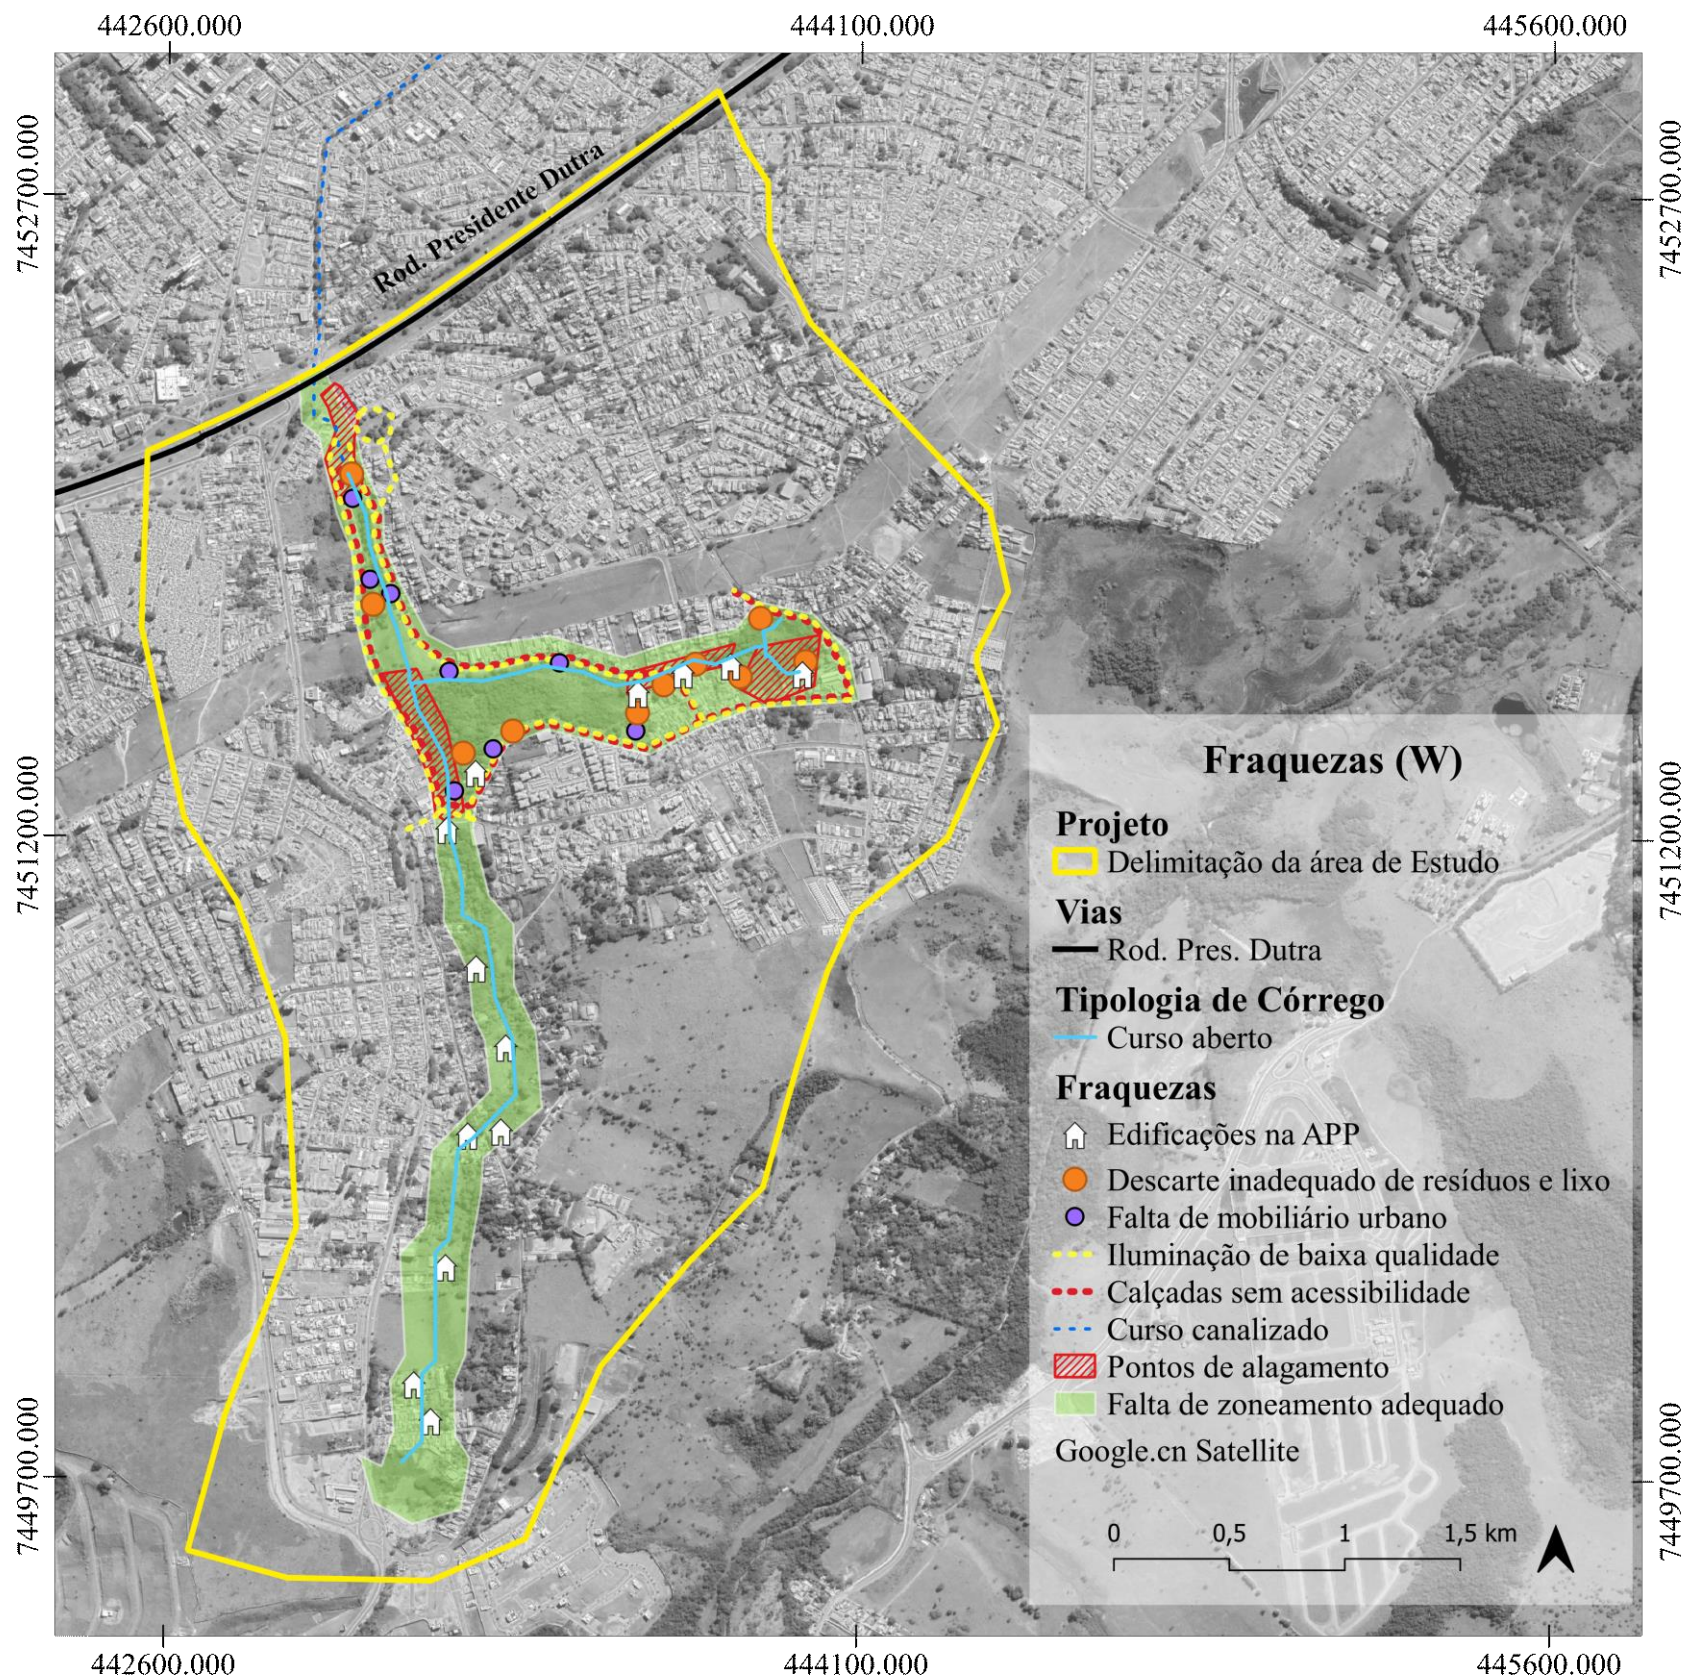 442600.000
444100.000
445600.000
7452700.000
7452700.000
Rod. Presidente Dutra
7451200.000
7451200.000
Fraquezas (W)
Projeto
Delimitação da área de Estudo
Vias
Rod. Pres. Dutra
Tipologia de Córrego
Curso aberto
Fraquezas
Edificações na APP
Descarte inadequado de resíduos e lixo
Falta de mobiliário urbano
Iluminação de baixa qualidade
Calçadas sem acessibilidade
Curso canalizado
Pontos de alagamento
Falta de zoneamento adequado
Google.cn Satellite
0 0,5 1 1,5 km
7449700.000
7449700.000
442600.000
444100.000
445600.000